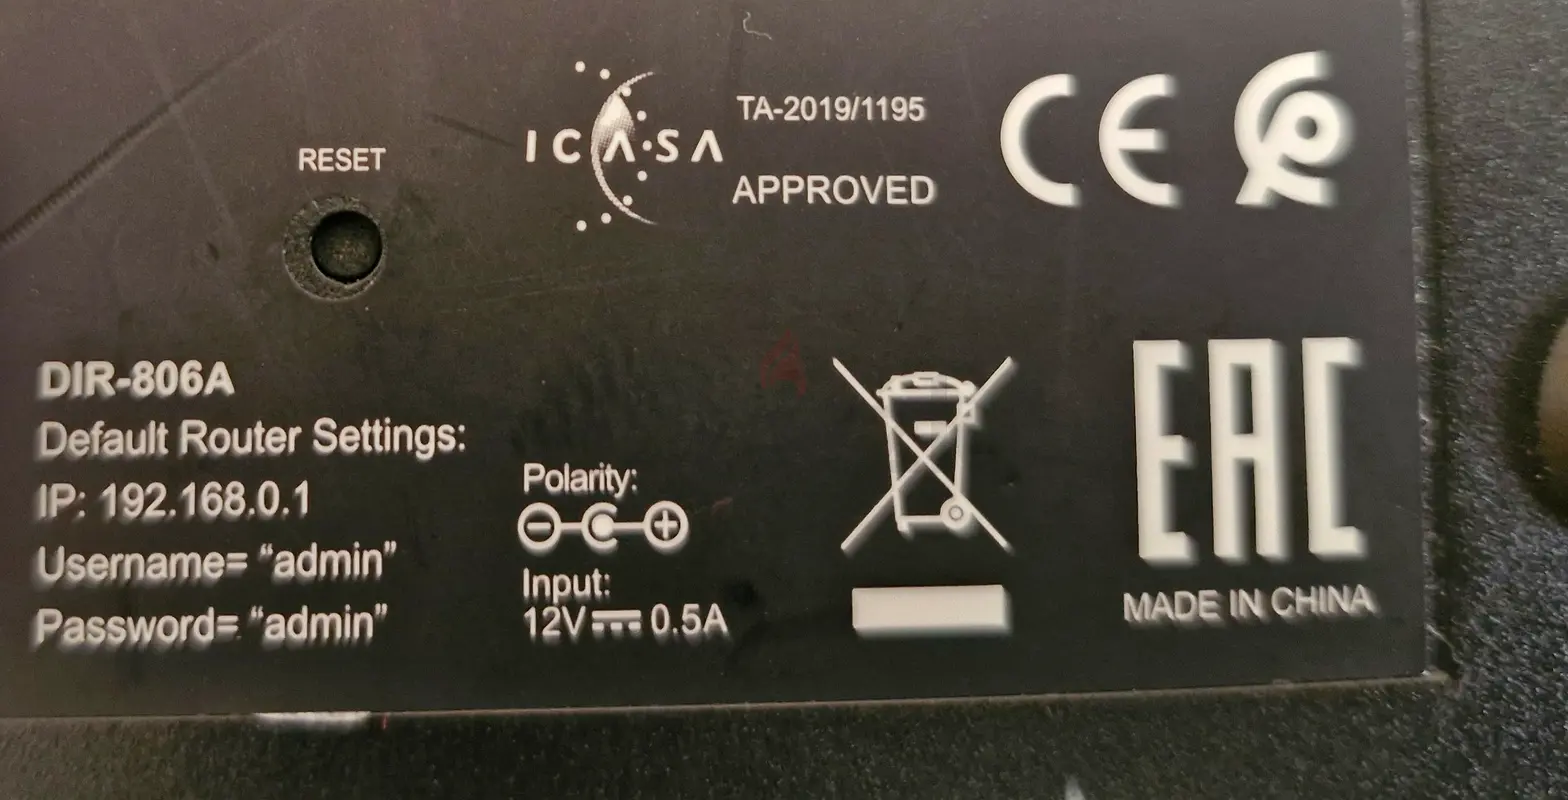 RESET
ICASA
TA-2019/1195
APPROVED
CE
DIR-806A
Default Router Settings:
IP: 192.168.0.1
Username= “admin”
Password= “admin”
Polarity:
Input:
12V⎓0.5A
EAC
MADE IN CHINA